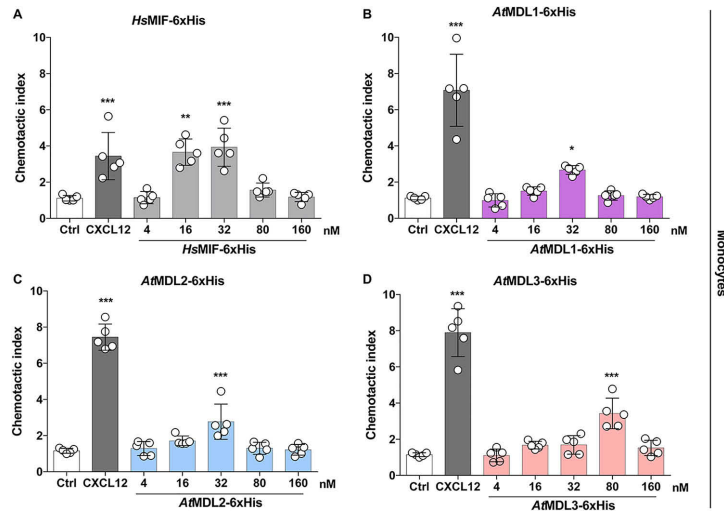 A
HsMIF-6xHis
Chemotactic index
10
8
6
4
2
0
***
**
***
Ctrl CXCL12 4 16 32 80 160 nM
HsMIF-6xHis
B
AtMDL1-6xHis
Chemotactic index
10
8
6
4
2
0
***
*
Ctrl CXCL12 4 16 32 80 160 nM
AtMDL1-6xHis
C
AtMDL2-6xHis
Chemotactic index
10
8
6
4
2
0
***
***
Ctrl CXCL12 4 16 32 80 160 nM
AtMDL2-6xHis
D
AtMDL3-6xHis
Chemotactic index
10
8
6
4
2
0
***
***
Ctrl CXCL12 4 16 32 80 160 nM
AtMDL3-6xHis
Monocytes